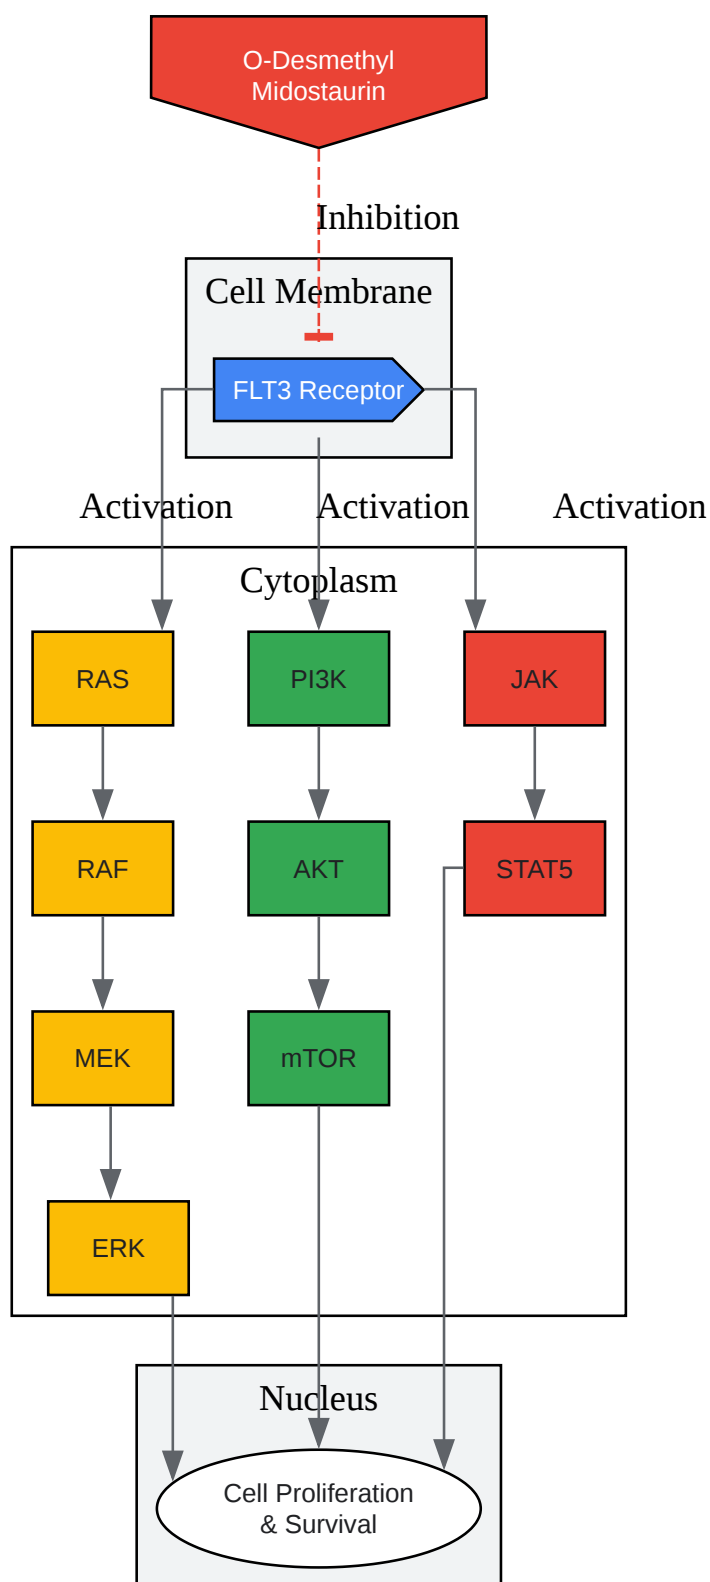 O-Desmethyl
Midostaurin
Inhibition
Cell Membrane
FLT3 Receptor
Activation
Activation
Activation
Cytoplasm
RAS
PI3K
JAK
RAF
AKT
STAT5
MEK
mTOR
ERK
Nucleus
Cell Proliferation
& Survival